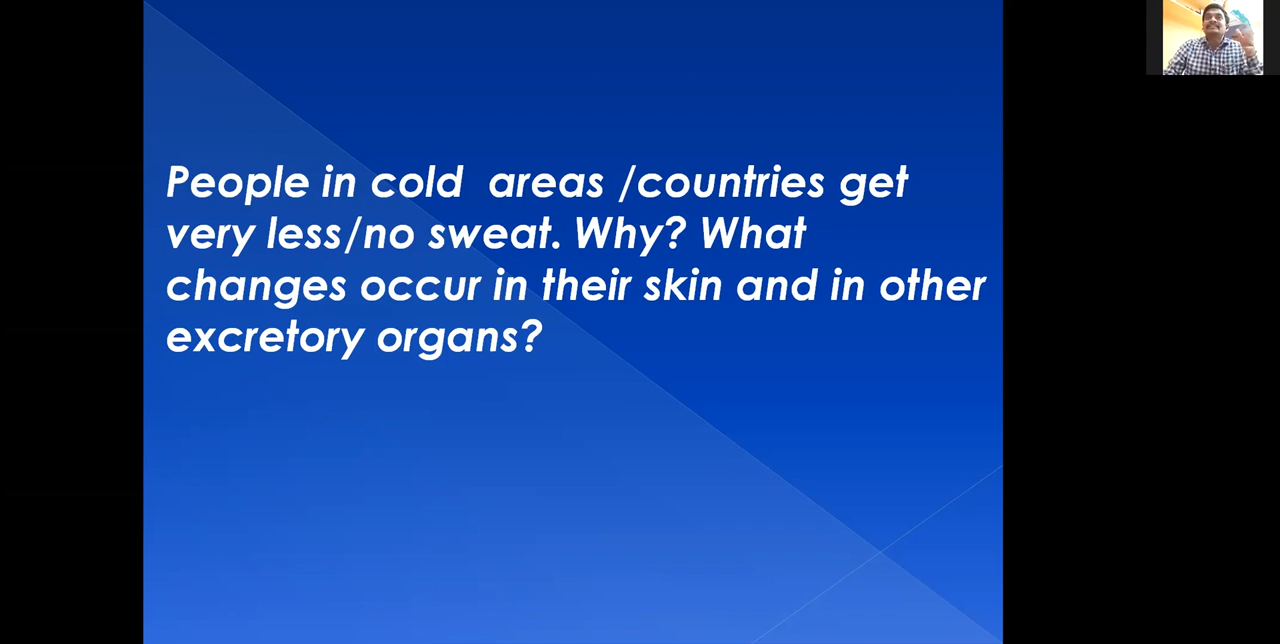 People in cold  areas /countries get
very less/no sweat. Why? What
changes occur in their skin and in other
excretory organs?